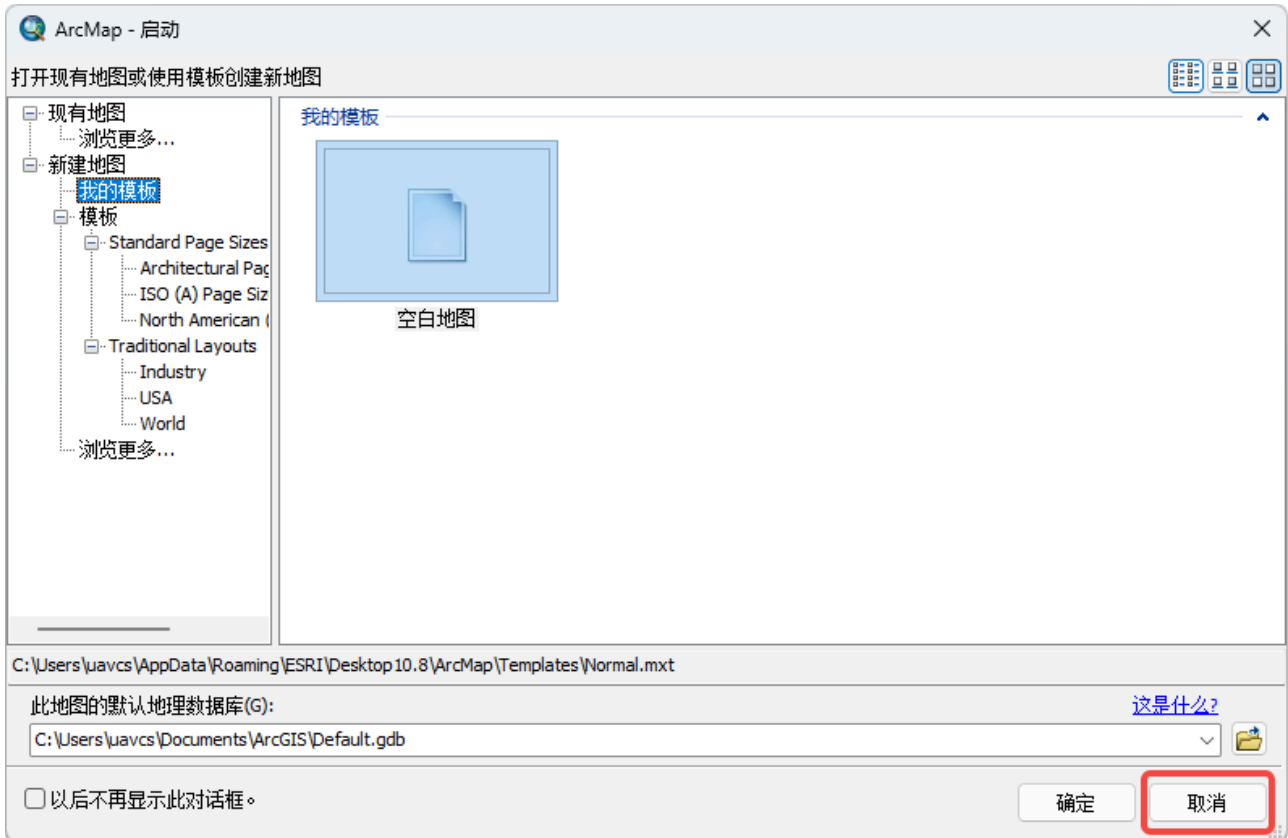 ArcMap - 启动
打开现有地图或使用模板创建新地图
现有地图
浏览更多...
新建地图
我的模板
模板
Standard Page Sizes
Architectural Pag
ISO (A) Page Siz
North American (
Traditional Layouts
Industry
USA
World
浏览更多...
我的模板
空白地图
C:\Users\uavcs\AppData\Roaming\ESRI\Desktop10.8\ArcMap\Templates\Normal.mxt
此地图的默认地理数据库(G):
这是什么?
C:\Users\uavcs\Documents\ArcGIS\Default.gdb
以后不再显示此对话框。
确定
取消